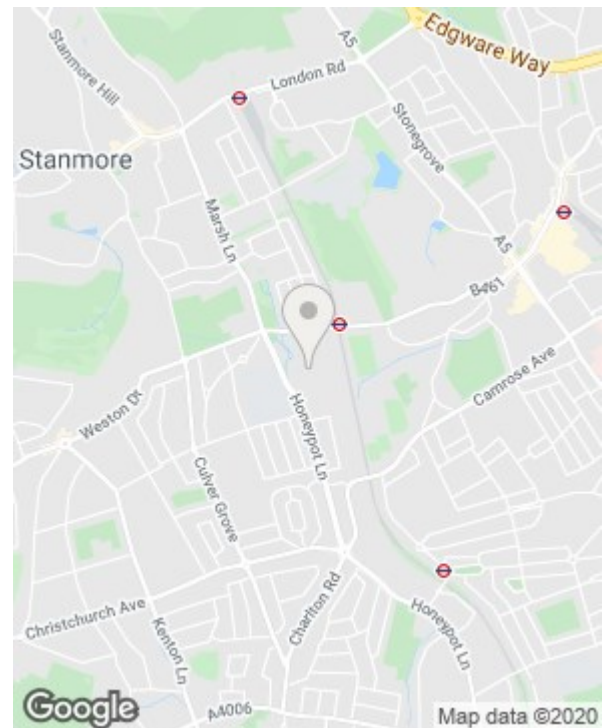 A5
Edgware Way
London Rd
Stanmore Hill
Stonegrove
Stanmore
Marsh Ln
A5
B461
Camrose Ave
Weston Dr
Honeypot Ln
Culver Grove
Charlton Rd
Honeypot Ln
Christchurch Ave
Kenton Ln
A4006
Google
Map data ©2020